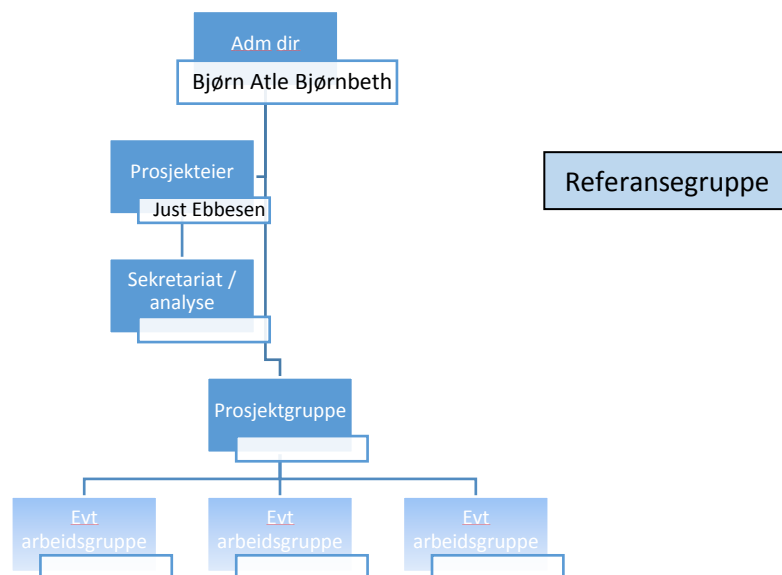 Adm dir
Bjørn Atle Bjørnbeth
Prosjekteier
Just Ebbesen
Referansegruppe
Sekretariat /
analyse
Prosjektgruppe
Evt
arbeidsgruppe
Evt
arbeidsgruppe
Evt
arbeidsgruppe